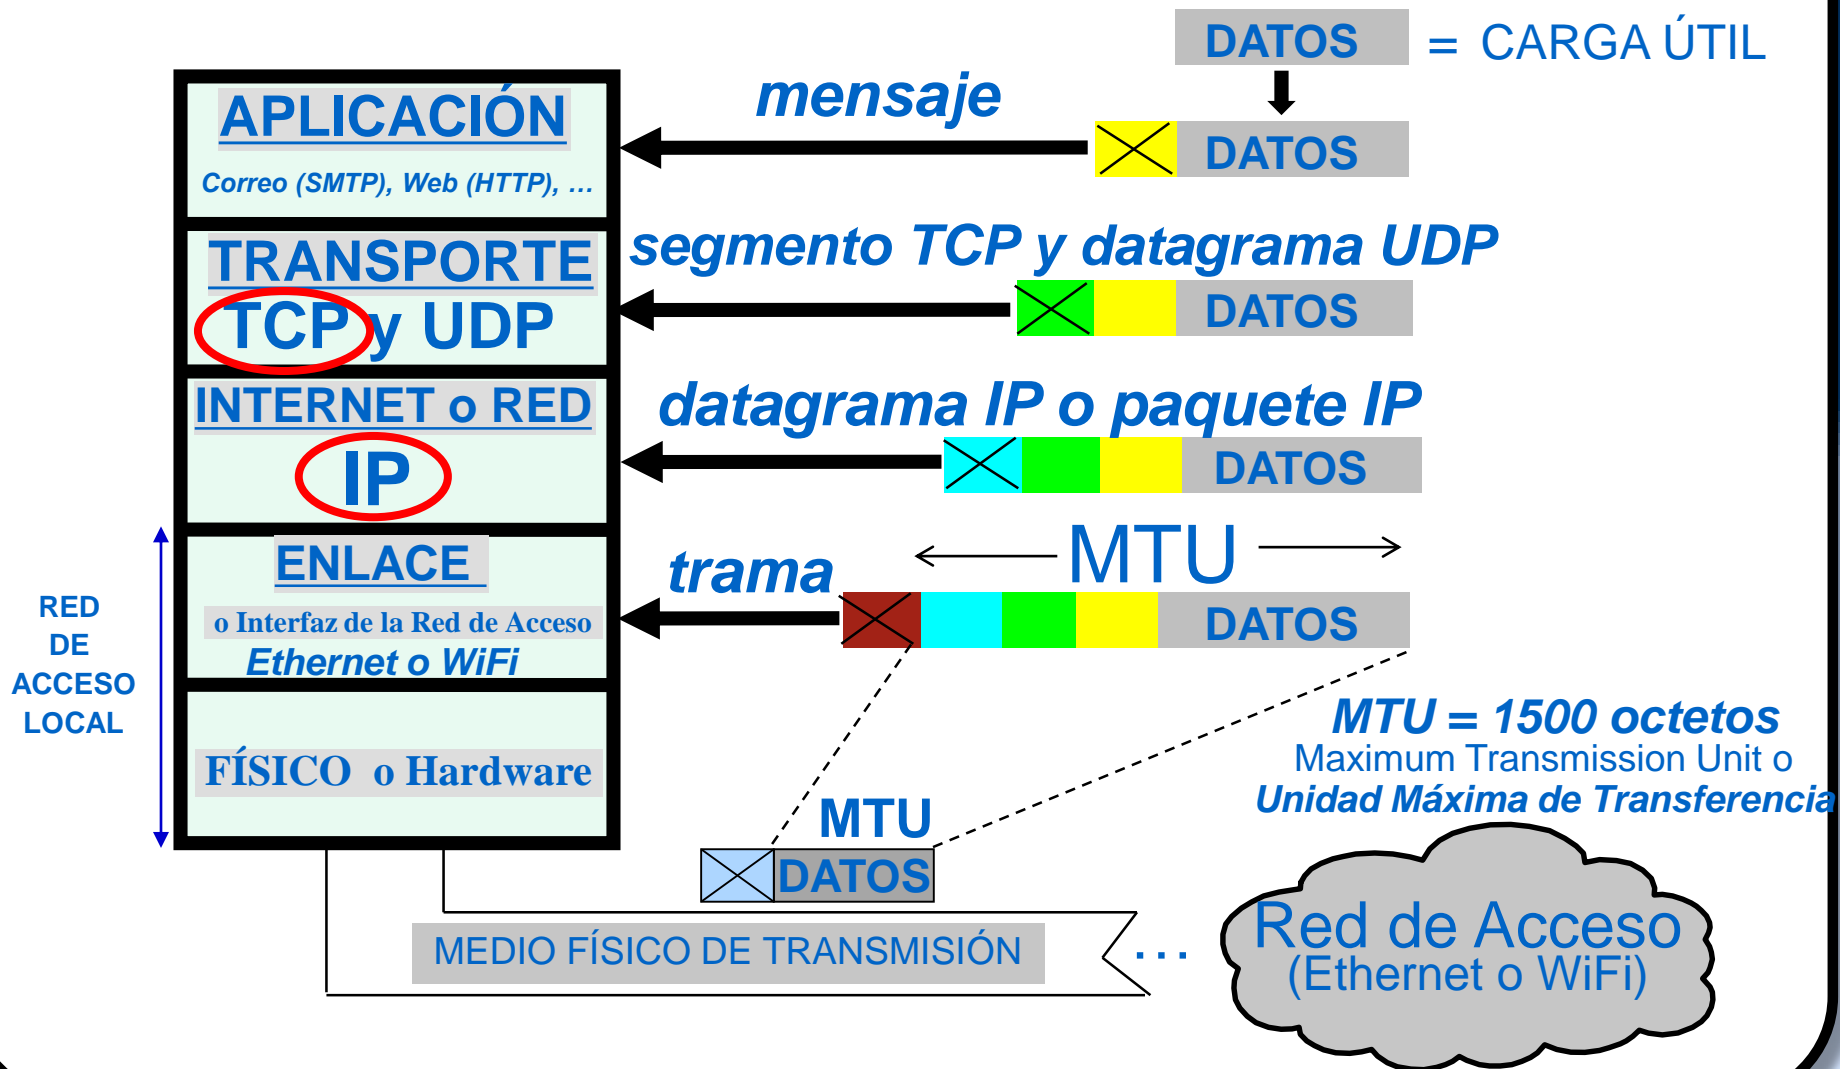 DATOS = CARGA ÚTIL
APLICACIÓN
Correo (SMTP), Web (HTTP), …
mensaje
DATOS
TRANSPORTE
TCP y UDP
segmento TCP y datagrama UDP
DATOS
INTERNET o RED
IP
datagrama IP o paquete IP
DATOS
ENLACE
o Interfaz de la Red de Acceso
Ethernet o WiFi
trama
MTU
DATOS
RED
DE
ACCESO
LOCAL
FÍSICO o Hardware
MTU = 1500 octetos
Maximum Transmission Unit o
Unidad Máxima de Transferencia
MTU
DATOS
MEDIO FÍSICO DE TRANSMISIÓN
…
Red de Acceso
(Ethernet o WiFi)